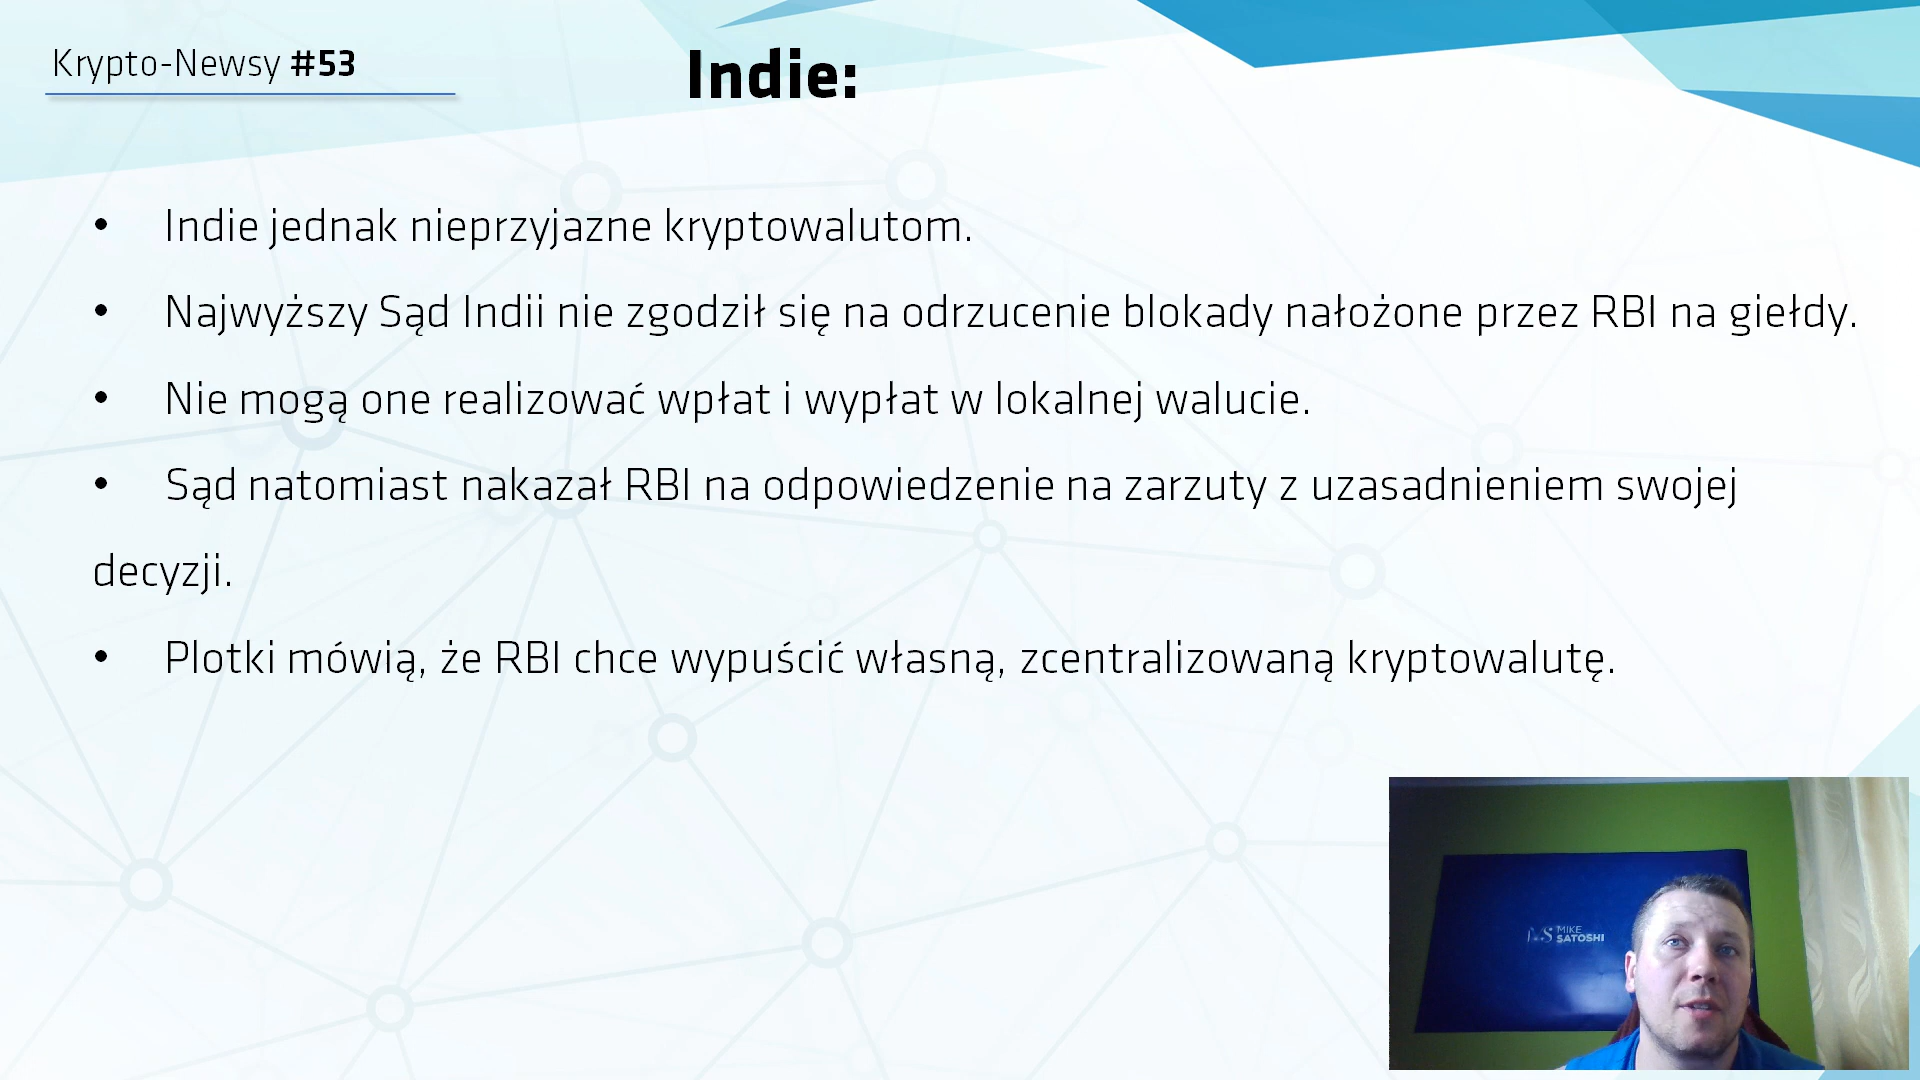 Krypto-Newsy #53
Indie:
• Indie jednak nieprzyjazne kryptowalutom.
• Najwyższy Sąd Indii nie zgodził się na odrzucenie blokady nałożone przez RBI na giełdy.
• Nie mogą one realizować wpłat i wypłat w lokalnej walucie.
• Sąd natomiast nakazał RBI na odpowiedzenie na zarzuty z uzasadnieniem swojej
decyzji.
• Plotki mówią, że RBI chce wypuścić własną, zcentralizowaną kryptowalutę.
MS MIKE
SATOSHI